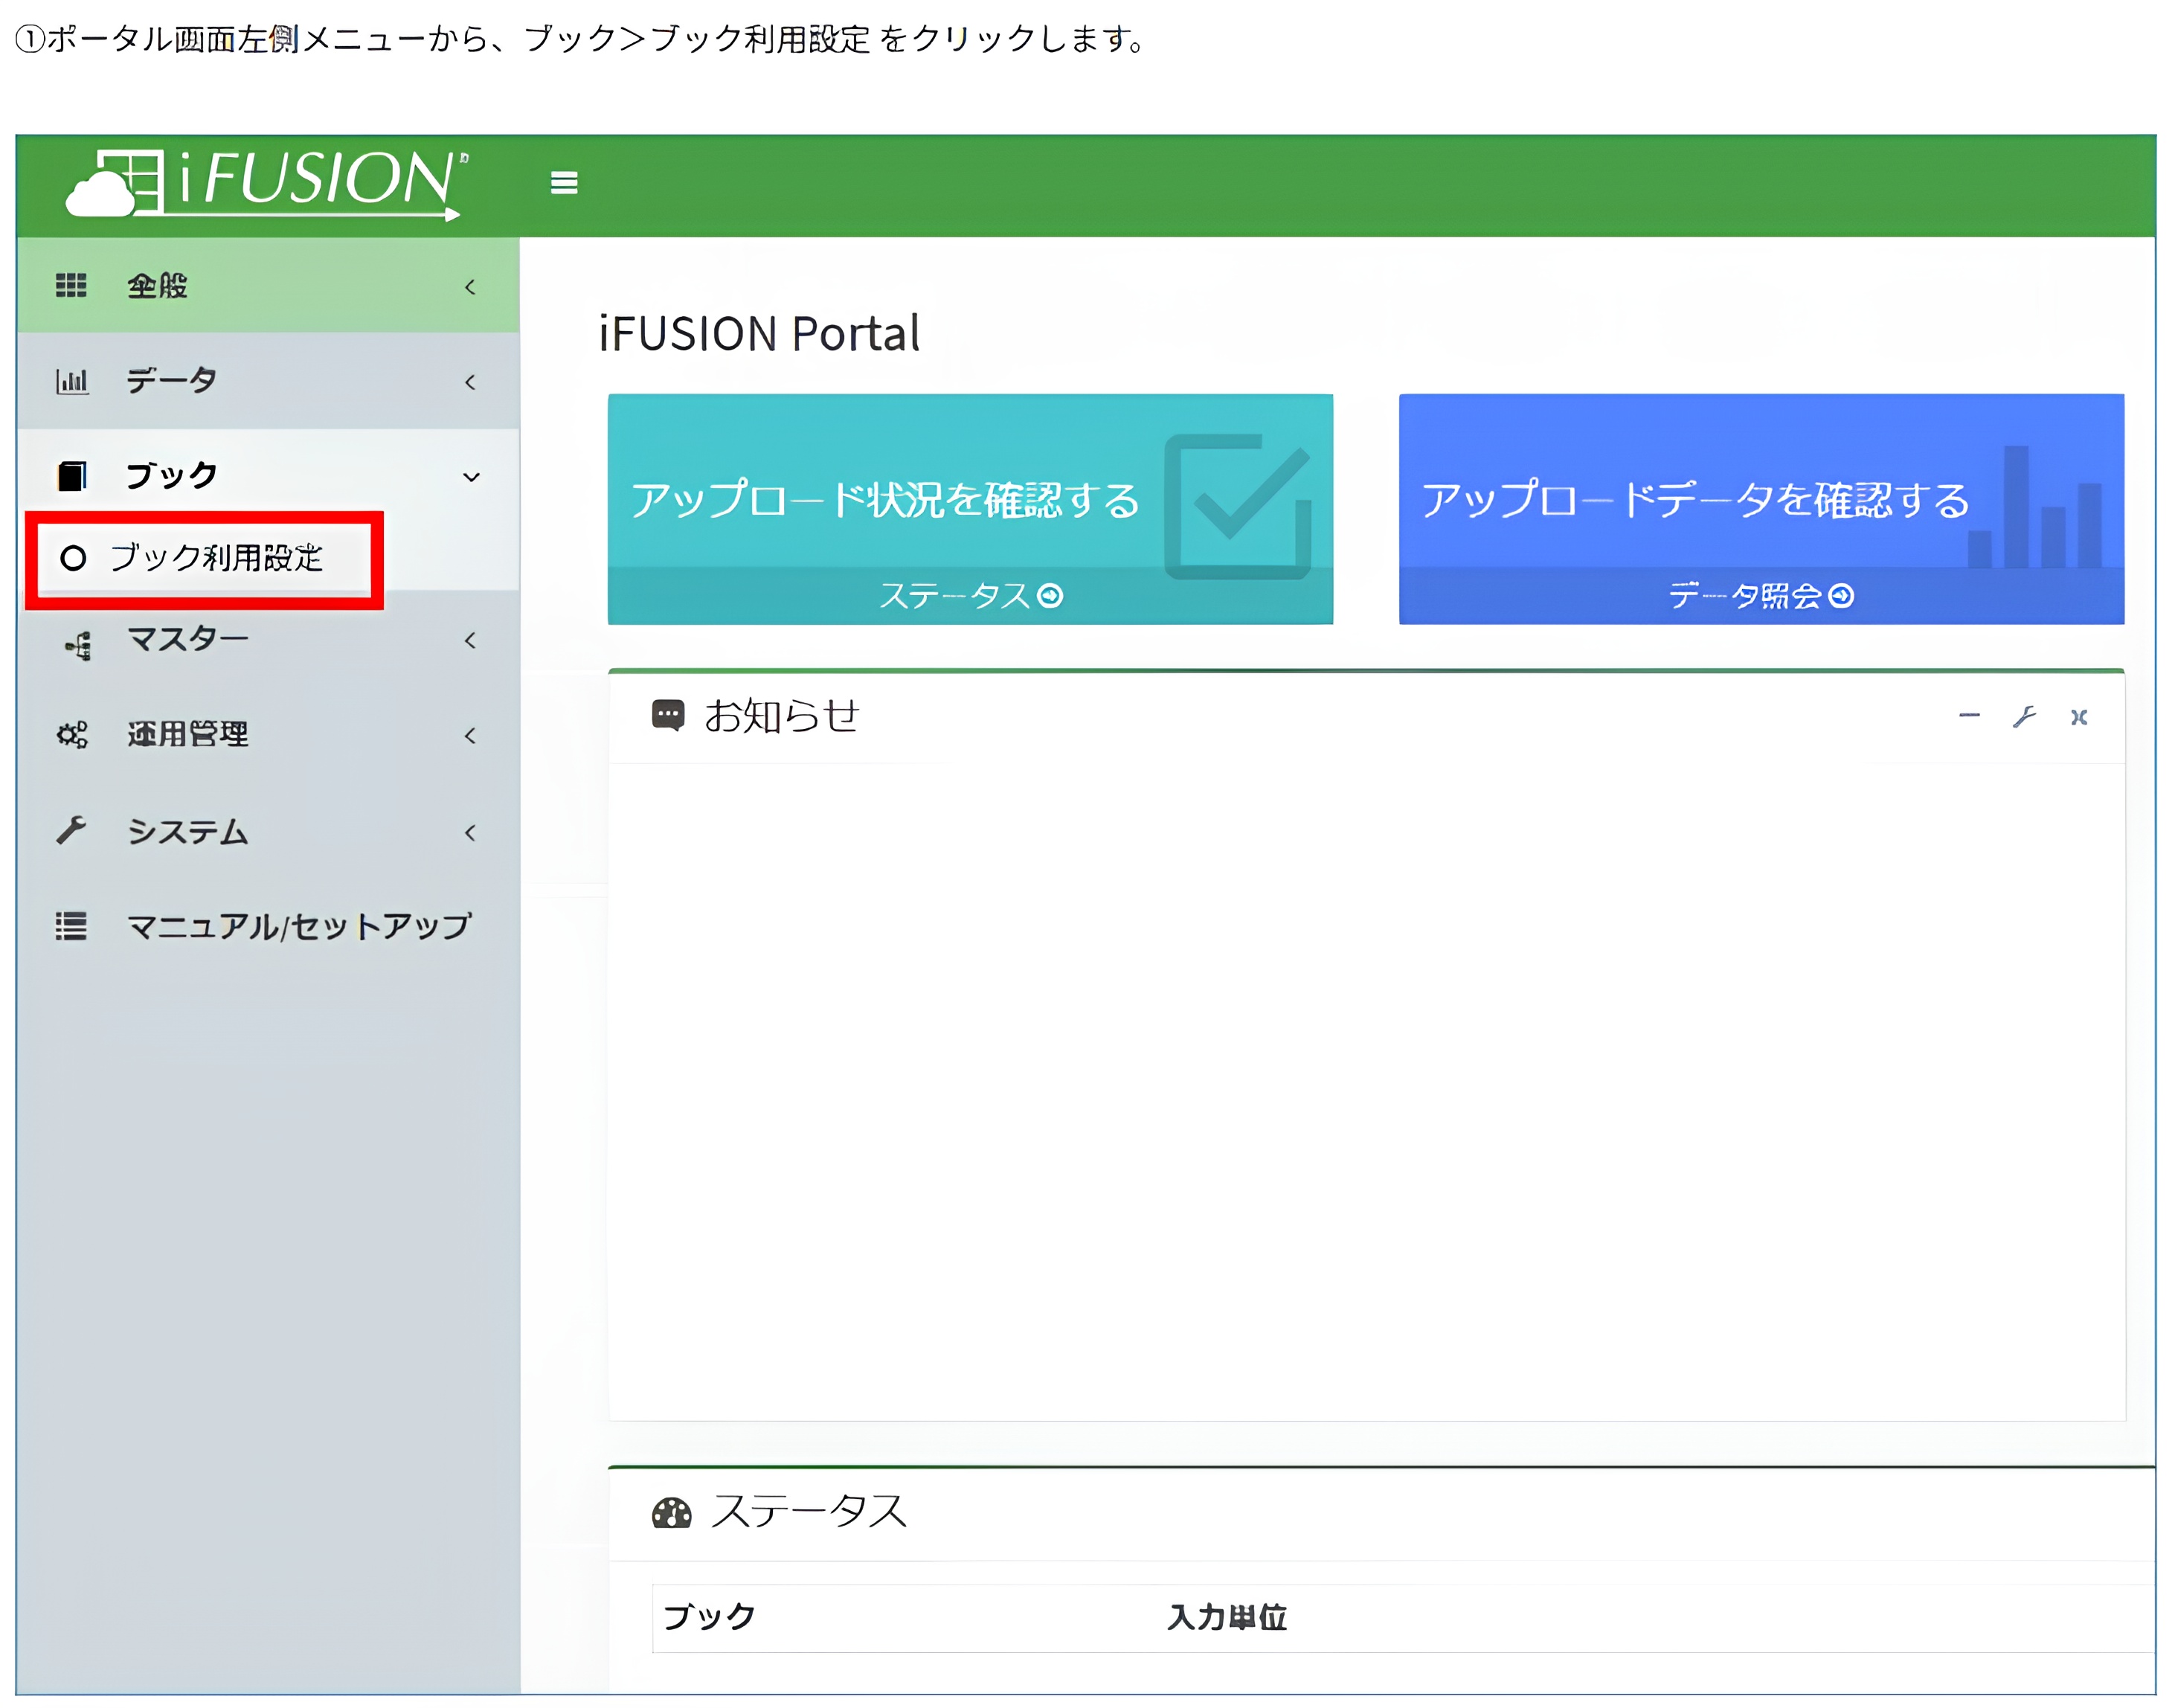 ①ポータル画面左側メニューから、ブック＞ブック利用設定 をクリックします。
iFUSION
全般
データ
ブック
ブック利用設定
マスター
運用管理
システム
マニュアル/セットアップ
iFUSION Portal
アップロード状況を確認する
ステータス
アップロードデータを確認する
データ照会
お知らせ
ステータス
ブック 入力単位